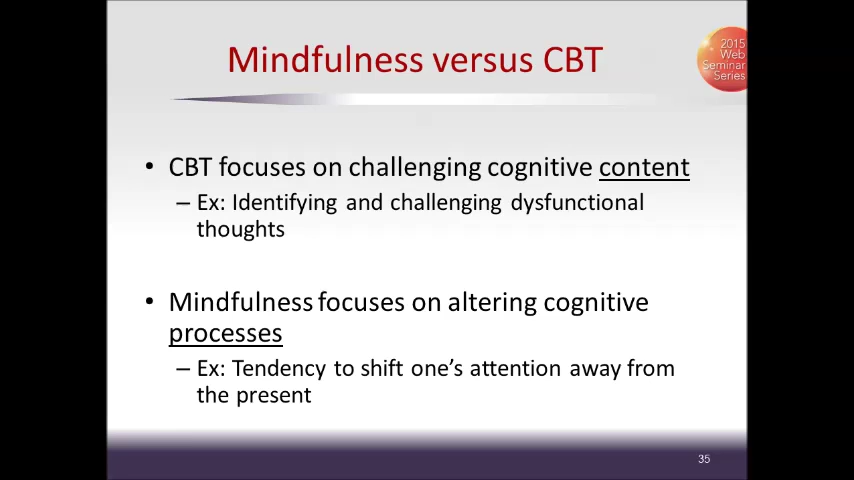 Mindfulness versus CBT
2015
Web
Seminar
Series
• CBT focuses on challenging cognitive content
– Ex: Identifying and challenging dysfunctional
thoughts
• Mindfulness focuses on altering cognitive
processes
– Ex: Tendency to shift one’s attention away from
the present
35